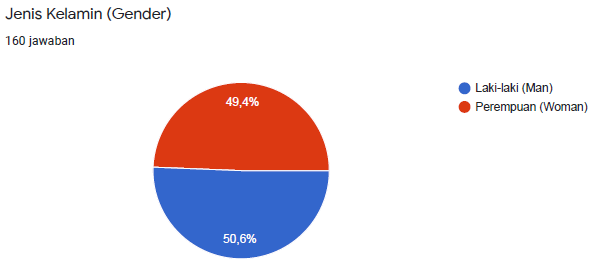 Jenis Kelamin (Gender)
160 jawaban
49,4%
50,6%
Laki-laki (Man)
Perempuan (Woman)